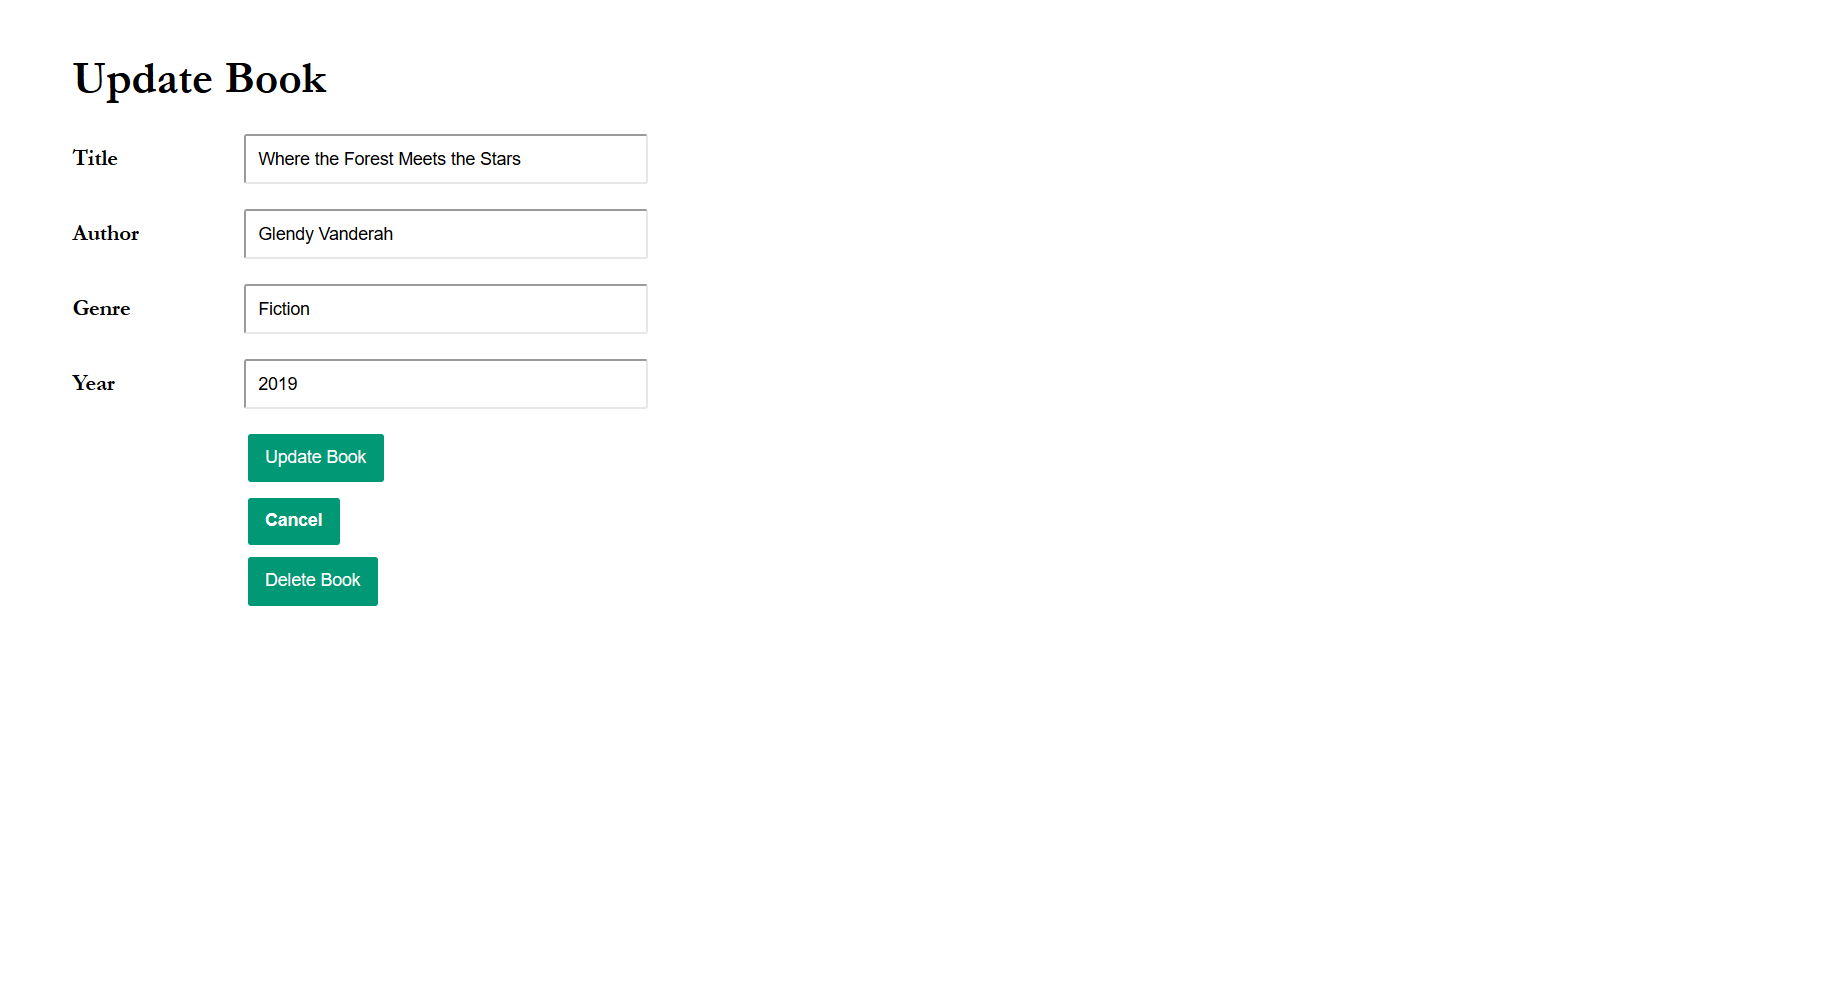 Update Book
Title
Where the Forest Meets the Stars
Author
Glendy Vanderah
Genre
Fiction
Year
2019
Update Book
Cancel
Delete Book